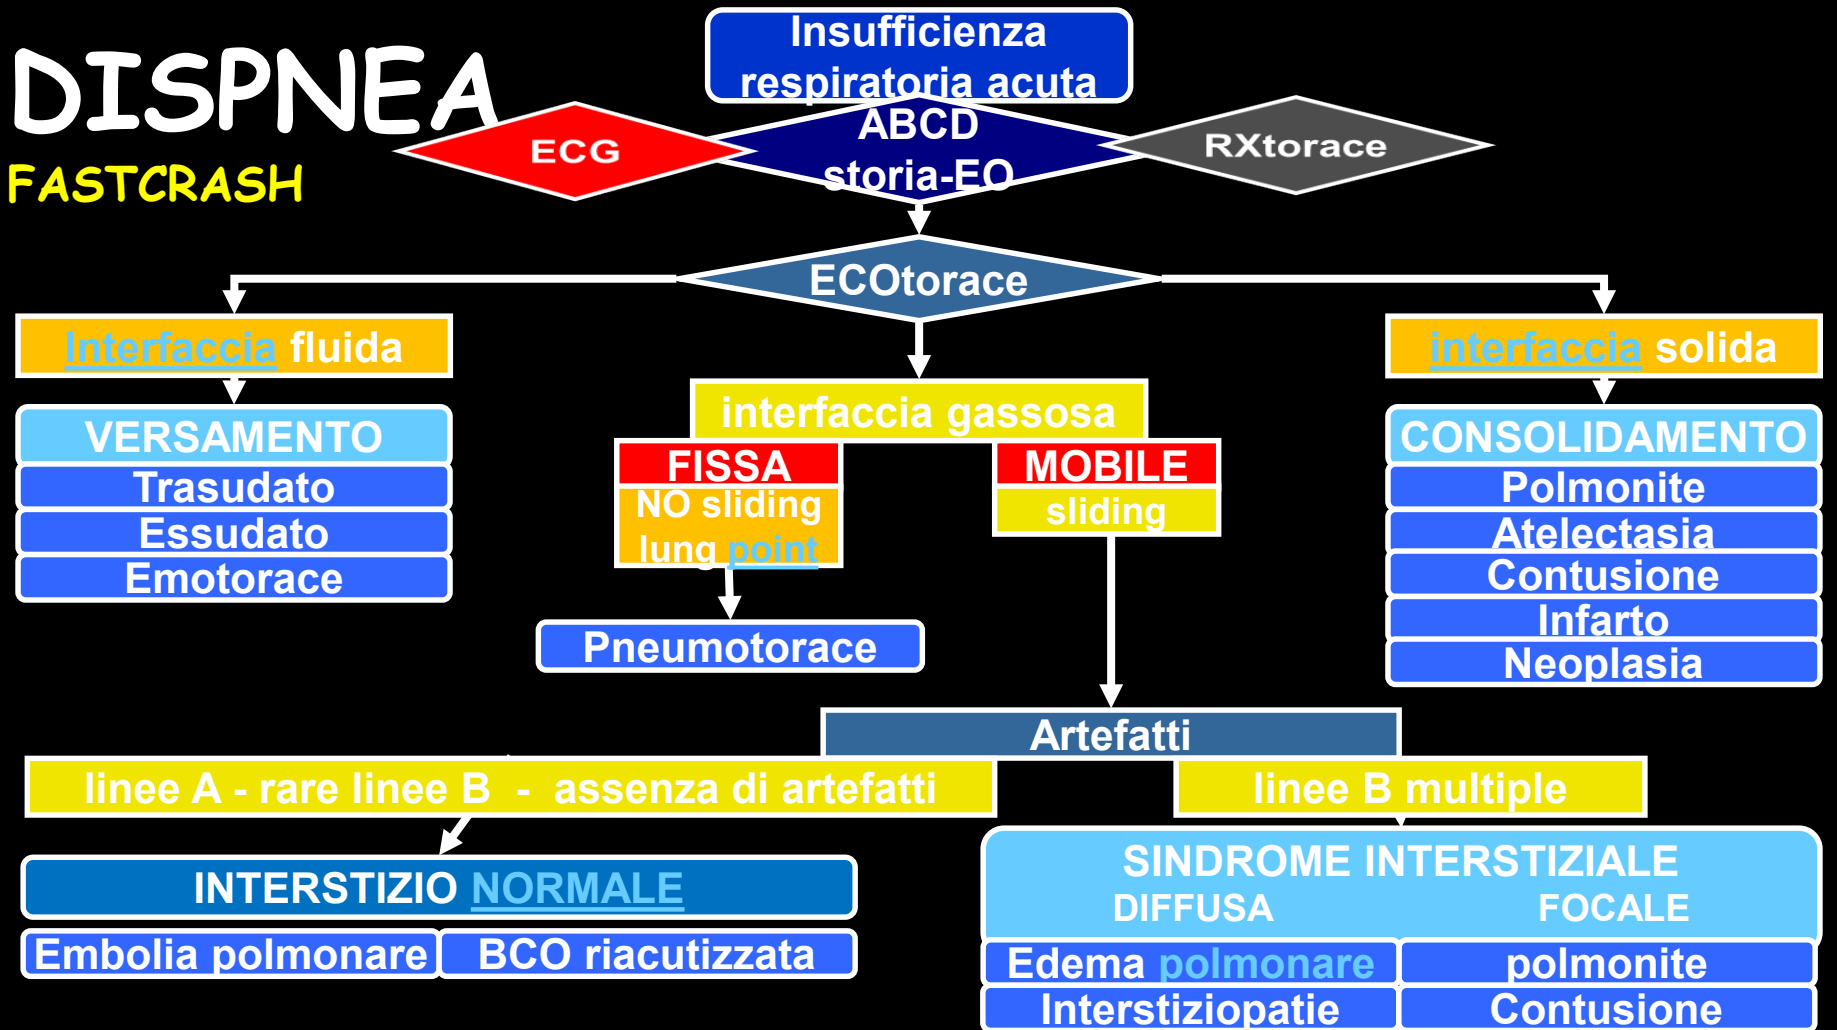 DISPNEA
FASTCRASH
Insufficienza
respiratoria acuta
ECG
ABCD
storia-EO
RXtorace
ECOtorace
Interfaccia fluida
VERSAMENTO
Trasudato
Essudato
Emotorace
interfaccia gassosa
FISSA
NO sliding
lung point
Pneumotorace
MOBILE
sliding
interfaccia solida
CONSOLIDAMENTO
Polmonite
Atelectasia
Contusione
Infarto
Neoplasia
Artefatti
linee A - rare linee B - assenza di artefatti
linee B multiple
INTERSTIZIO NORMALE
Embolia polmonare
BCO riacutizzata
SINDROME INTERSTIZIALE
DIFFUSA
FOCALE
Edema polmonare
polmonite
Interstiziopatie
Contusione